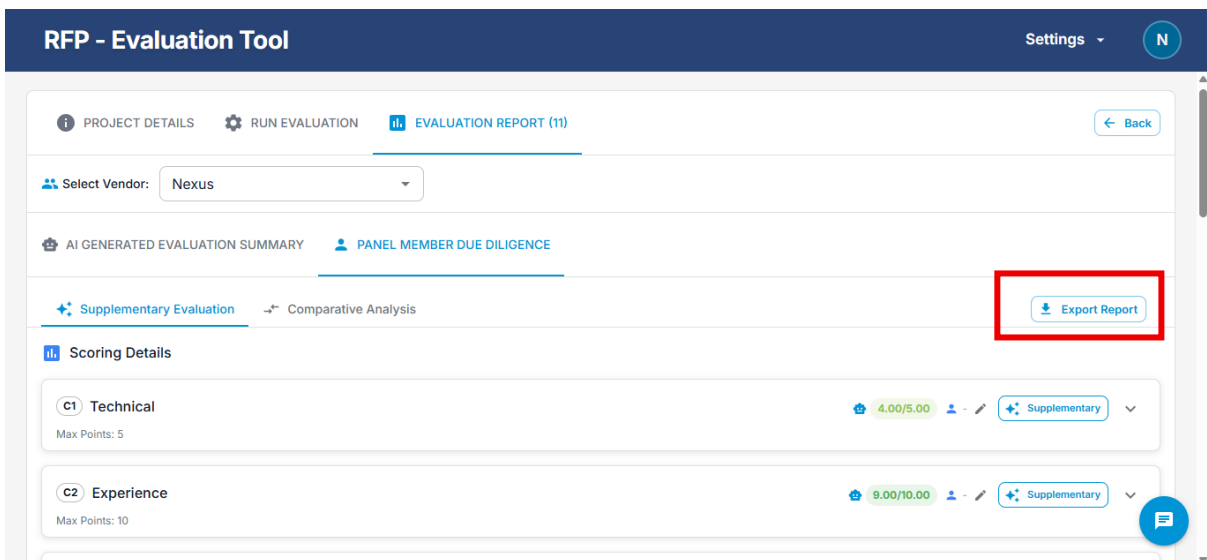 RFP - Evaluation Tool
Settings
N
PROJECT DETAILS
RUN EVALUATION
EVALUATION REPORT (11)
Back
Select Vendor:
Nexus
AI GENERATED EVALUATION SUMMARY
PANEL MEMBER DUE DILIGENCE
Supplementary Evaluation
Comparative Analysis
Export Report
Scoring Details
C1 Technical
4.00/5.00
-
Supplementary
Max Points: 5
C2 Experience
9.00/10.00
-
Supplementary
Max Points: 10